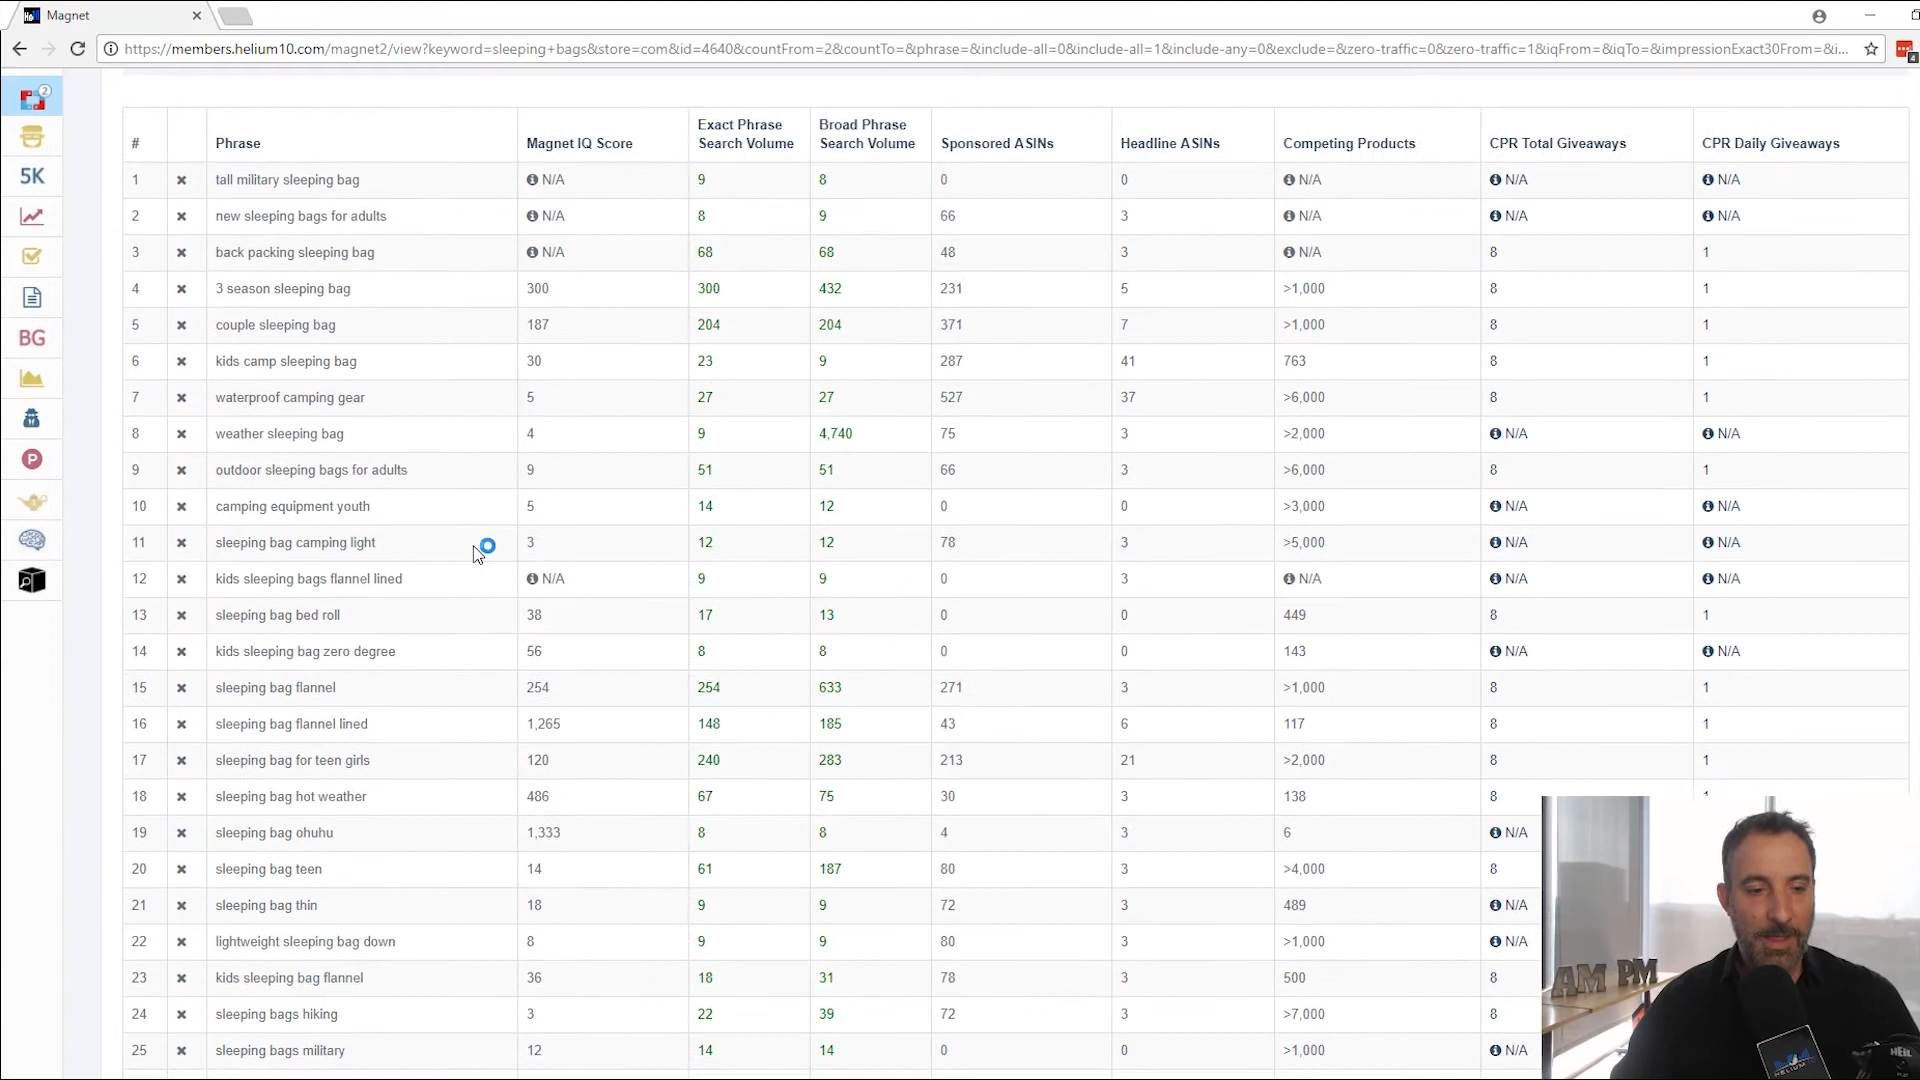 Magnet
https://members.helium10.com/magnet2/view?keyword=sleeping+bags&store=com&id=4640&countFrom=2&countTo=&phrase=&include-all=0&include-all=1&include-any=0&exclude=&zero-traffic=0&zero-traffic=1&iqFrom=&iqTo=&impressionExact30From=&i...
4
2
5K
BG
P
# Phrase Magnet IQ Score Exact Phrase Search Volume Broad Phrase Search Volume Sponsored ASINs Headline ASINs Competing Products CPR Total Giveaways CPR Daily Giveaways
1 tall military sleeping bag N/A 9 8 0 0 N/A N/A N/A
2 new sleeping bags for adults N/A 8 9 66 3 N/A N/A N/A
3 back packing sleeping bag N/A 68 68 48 3 N/A 8 1
4 3 season sleeping bag 300 300 432 231 5 >1,000 8 1
5 couple sleeping bag 187 204 204 371 7 >1,000 8 1
6 kids camp sleeping bag 30 23 9 287 41 763 8 1
7 waterproof camping gear 5 27 27 527 37 >6,000 8 1
8 weather sleeping bag 4 9 4,740 75 3 >2,000 N/A N/A
9 outdoor sleeping bags for adults 9 51 51 66 3 >6,000 8 1
10 camping equipment youth 5 14 12 0 0 >3,000 N/A N/A
11 sleeping bag camping light 3 12 12 78 3 >5,000 N/A N/A
12 kids sleeping bags flannel lined N/A 9 9 0 3 N/A N/A N/A
13 sleeping bag bed roll 38 17 13 0 0 449 8 1
14 kids sleeping bag zero degree 56 8 8 0 0 143 N/A N/A
15 sleeping bag flannel 254 254 633 271 3 >1,000 8 1
16 sleeping bag flannel lined 1,265 148 185 43 6 117 8 1
17 sleeping bag for teen girls 120 240 283 213 21 >2,000 8 1
18 sleeping bag hot weather 486 67 75 30 3 138 8
19 sleeping bag ohuhu 1,333 8 8 4 3 6 N/A
20 sleeping bag teen 14 61 187 80 3 >4,000 8
21 sleeping bag thin 18 9 9 72 3 489 N/A
22 lightweight sleeping bag down 8 9 9 80 3 >1,000 N/A
23 kids sleeping bag flannel 36 18 31 78 3 500 8
24 sleeping bags hiking 3 22 39 72 3 >7,000 8
25 sleeping bags military 12 14 14 0 0 >1,000 N/A
AM PM
HELIUM